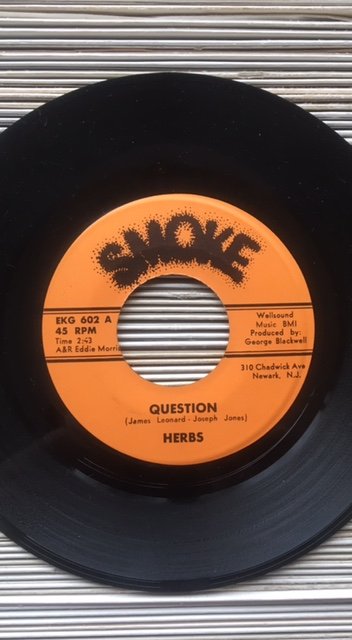 SMOKE
EKG 602 A
45 RPM
Time 2:43
A&R Eddie Morri
Wellsound
Music BMI
Produced by:
George Blackwell
310 Chadwick Ave
Newark, N.J.
QUESTION
(James Leonard - Joseph Jones)
HERBS